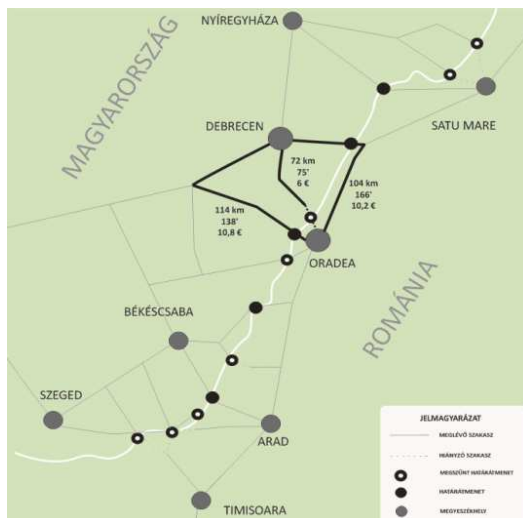 NYÍREGYHÁZA
MAGYARORSZÁG
SATU MARE
DEBRECEN
72 km
75'
6 €
104 km
166'
10,2 €
114 km
138'
10,8 €
ORADEA
ROMÁNIA
BÉKÉSCSABA
SZEGED
ARAD
TIMISOARA
JELMAGYARÁZAT
MEGLÉVŐ SZAKASZ
HIÁNYZÓ SZAKASZ
MEGSZŰNT HATÁRÁTMENET
HATÁRÁTMENET
MEGYESZÉKHELY